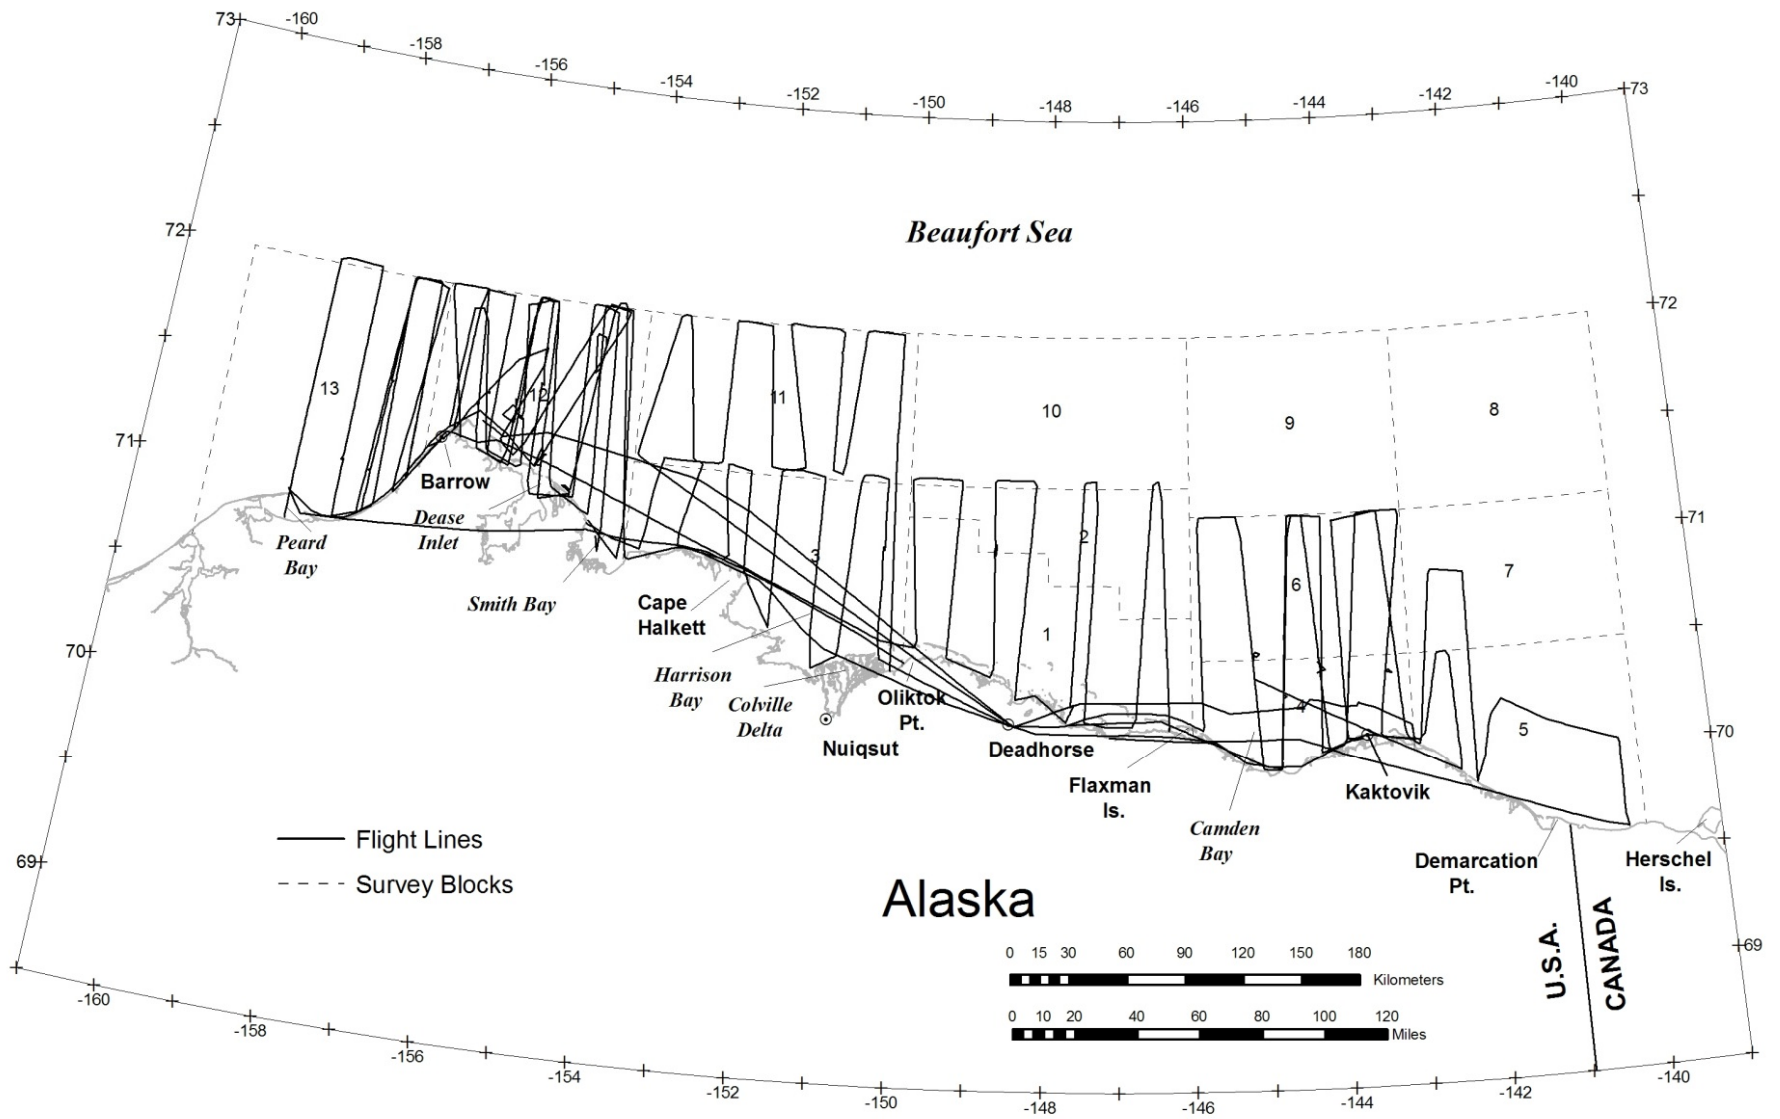 73
-160
-158
-156
-154
-152
-150
-148
-146
-144
-142
-140
73
72
Beaufort Sea
72
13
12
11
10
9
8
71
Barrow
Dease
Inlet
Peard
Bay
Smith Bay
3
2
1
6
7
71
70
Cape
Halkett
Harrison
Bay
Colville
Delta
Oliktok
Pt.
Nuiqsut
Deadhorse
Flaxman
Is.
4
5
70
Camden
Bay
Kaktovik
Demarcation
Pt.
Herschel
Is.
69
Flight Lines
Survey Blocks
Alaska
U.S.A.
CANADA
69
0 15 30 60 90 120 150 180
Kilometers
0 10 20 40 60 80 100 120
Miles
-160
-158
-156
-154
-152
-150
-148
-146
-144
-142
-140